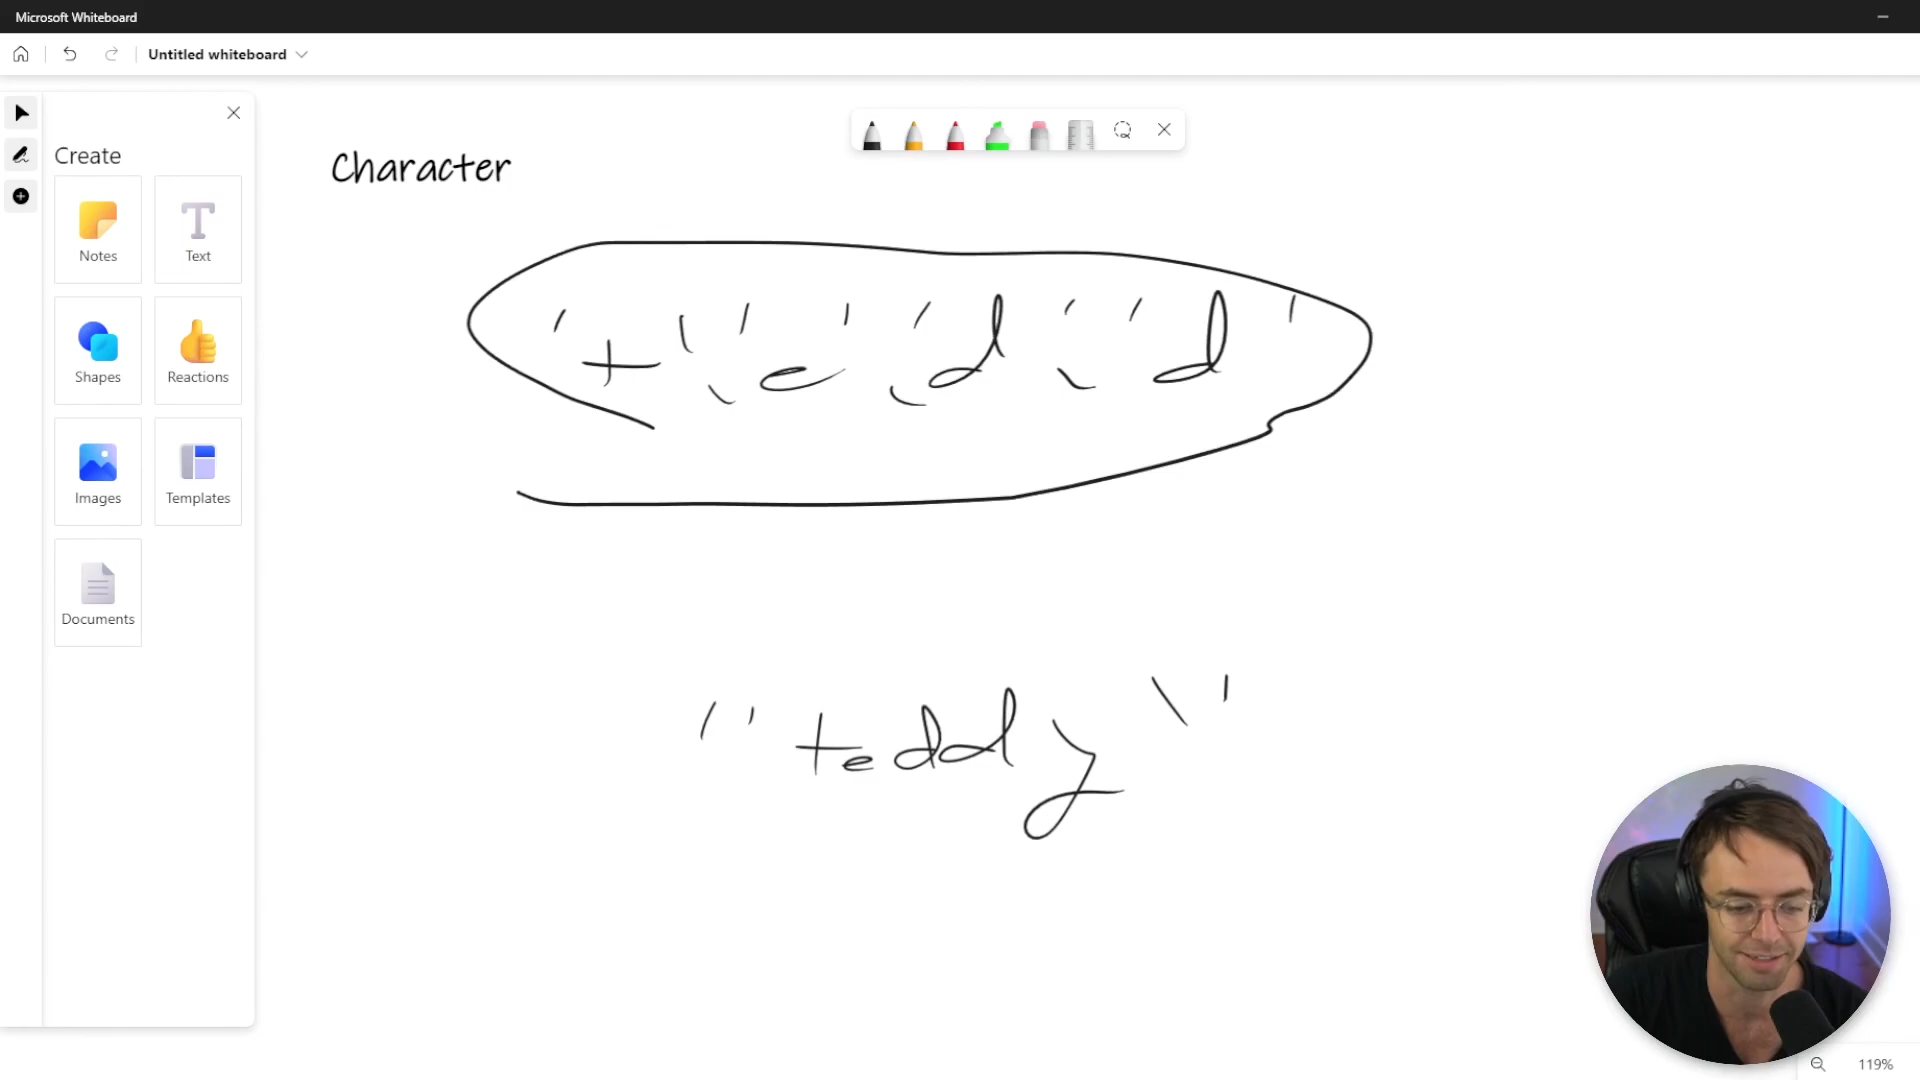 Microsoft Whiteboard
Untitled whiteboard
Create
Notes
Text
Shapes
Reactions
Images
Templates
Documents
Character
't', 'e', 'd', 'd'
"teddy"
119%